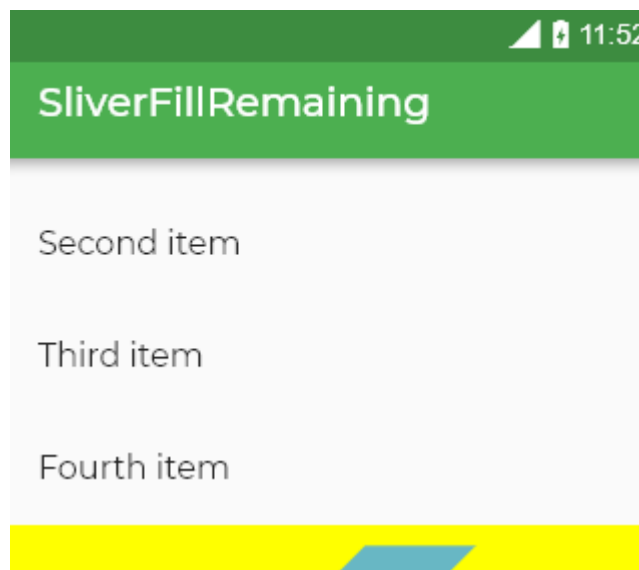 11:52
SliverFillRemaining
Second item
Third item
Fourth item